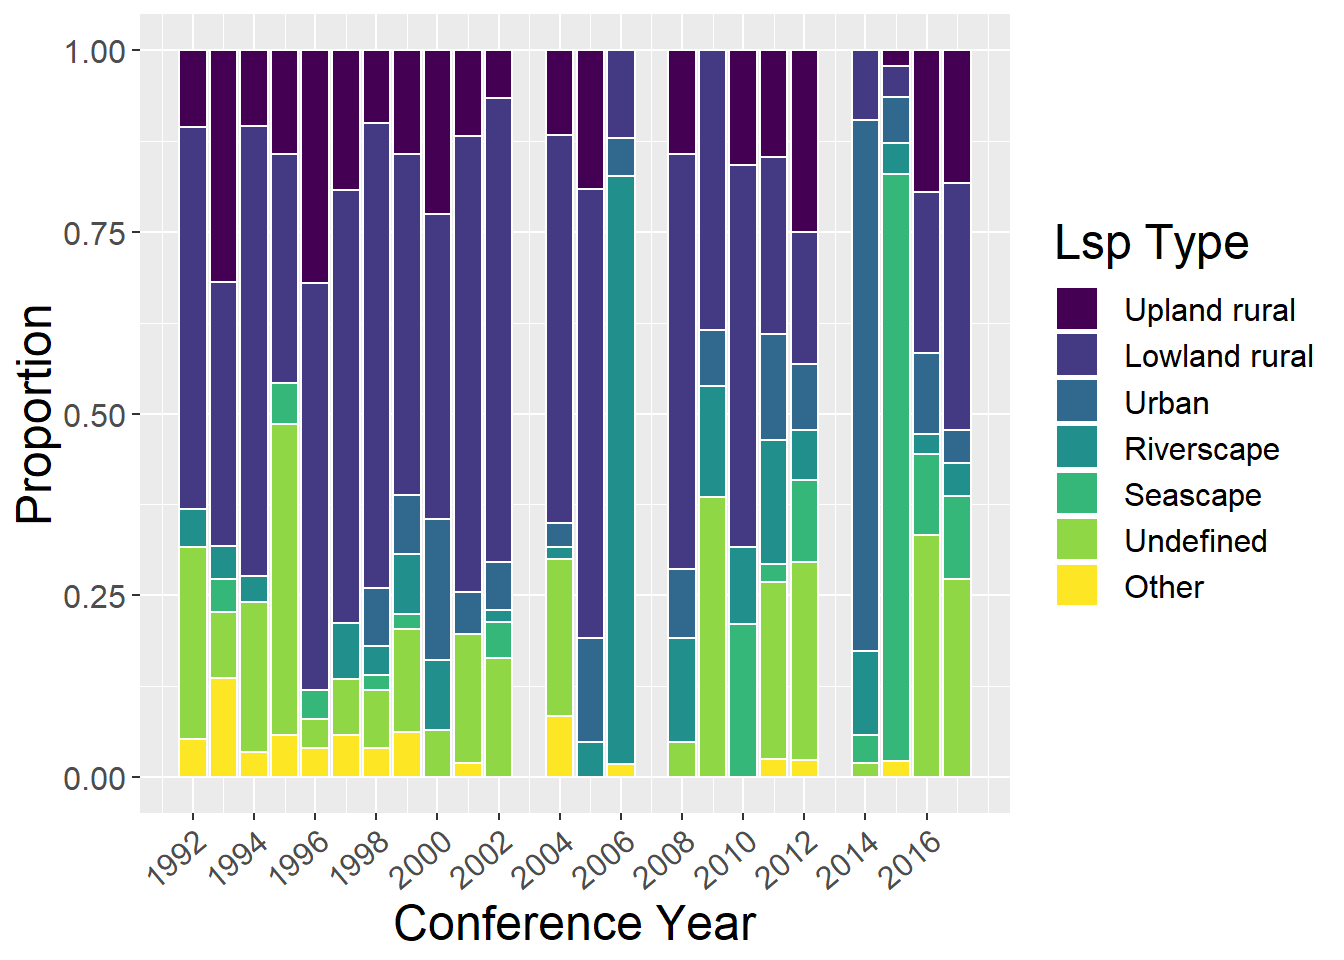 1.00
0.75
0.50
0.25
0.00
Proportion
1992 1994 1996 1998 2000 2002 2004 2006 2008 2010 2012 2014 2016
Conference Year
Lsp Type
Upland rural
Lowland rural
Urban
Riverscape
Seascape
Undefined
Other